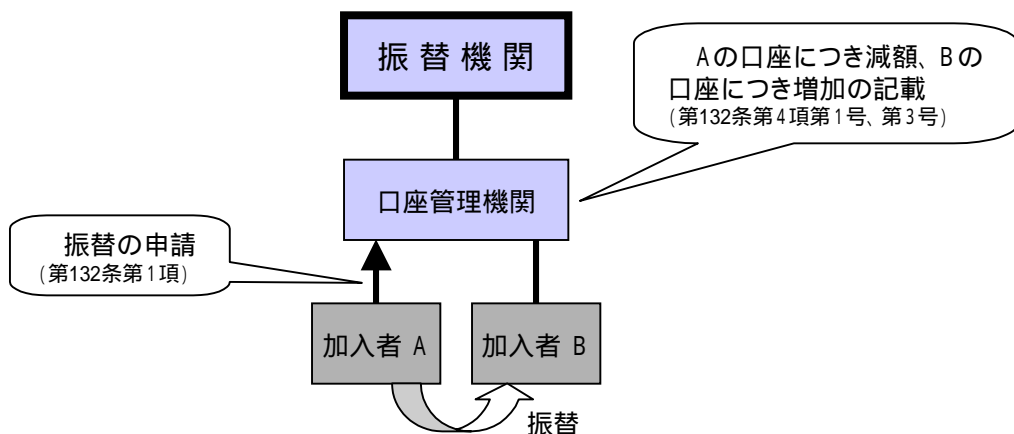 振替機関
Aの口座につき減額、Bの
口座につき増加の記載
(第132条第4項第1号、第3号)
口座管理機関
振替の申請
(第132条第1項)
加入者 A
加入者 B
振替